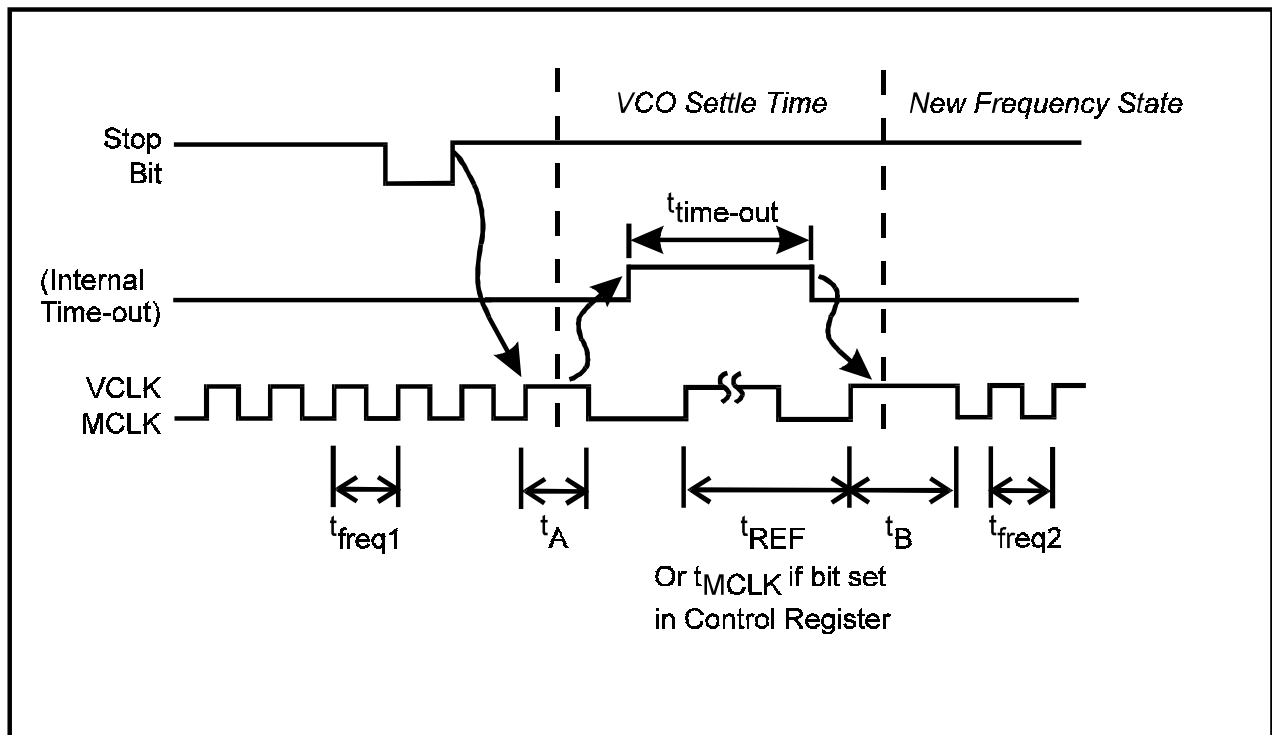 VCO Settle Time
New Frequency State
Stop
Bit
ttime-out
(Internal
Time-out)
VCLK
MCLK
tfreq1
tA
tREF
tB
tfreq2
Or tMCLK if bit set
in Control Register